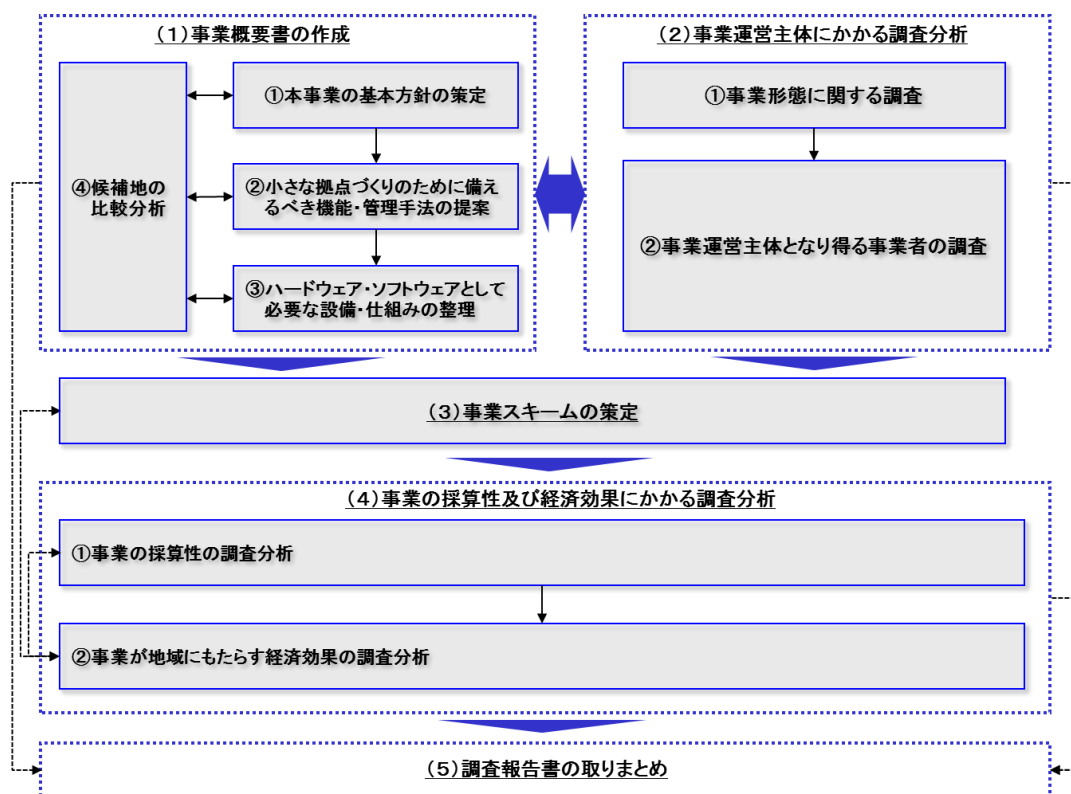 (1)事業概要書の作成
①本事業の基本方針の策定
②小さな拠点づくりのために備え
るべき機能・管理手法の提案
③ハードウェア・ソフトウェアとして
必要な設備・仕組みの整理
④候補地の
比較分析
(2)事業運営主体にかかる調査分析
①事業形態に関する調査
②事業運営主体となり得る事業者の調査
(3)事業スキームの策定
(4)事業の採算性及び経済効果にかかる調査分析
①事業の採算性の調査分析
②事業が地域にもたらす経済効果の調査分析
(5)調査報告書の取りまとめ